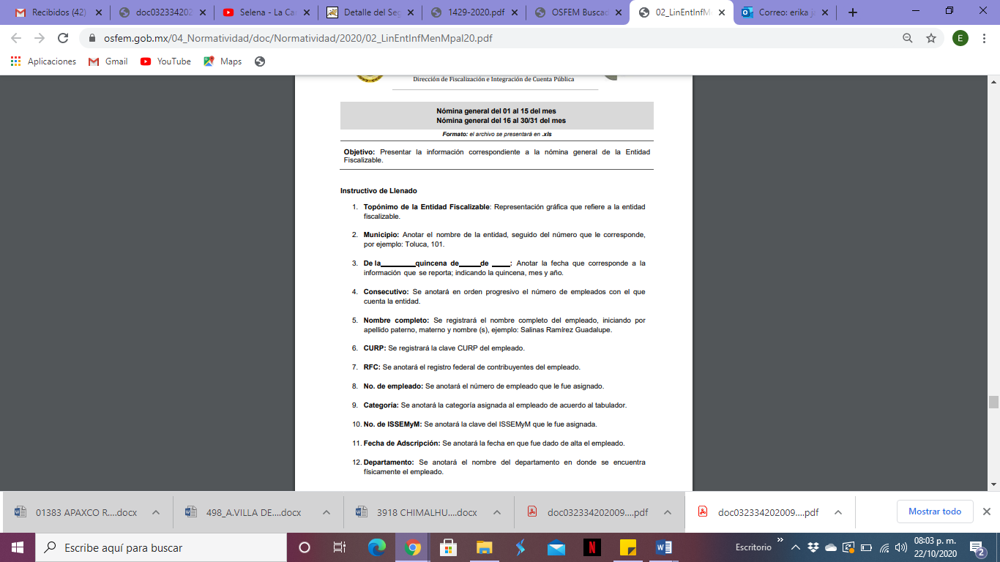 Recibidos (42)
doc032334202
Selena - La Ca
Detalle del Seg
1429-2020.pdf
OSFEM Buscad
02_LinEntInfM
Correo: erika ja
osfem.gob.mx/04_Normatividad/doc/Normatividad/2020/02_LinEntInfMenMpal20.pdf
E
Aplicaciones
Gmail
YouTube
Maps
Dirección de Fiscalización e Integración de Cuenta Pública
Nómina general del 01 al 15 del mes
Nómina general del 16 al 30/31 del mes
Formato: el archivo se presentará en .xls
Objetivo: Presentar la información correspondiente a la nómina general de la Entidad
Fiscalizable.
Instructivo de Llenado
1. Topónimo de la Entidad Fiscalizable: Representación gráfica que refiere a la entidad
fiscalizable.
2. Municipio: Anotar el nombre de la entidad, seguido del número que le corresponde,
por ejemplo: Toluca, 101.
3. De la_________quincena de_____de ____: Anotar la fecha que corresponde a la
información que se reporta; indicando la quincena, mes y año.
4. Consecutivo: Se anotará en orden progresivo el número de empleados con el que
cuenta la entidad.
5. Nombre completo: Se registrará el nombre completo del empleado, iniciando por
apellido paterno, materno y nombre (s), ejemplo: Salinas Ramírez Guadalupe.
6. CURP: Se registrará la clave CURP del empleado.
7. RFC: Se anotará el registro federal de contribuyentes del empleado.
8. No. de empleado: Se anotará el número de empleado que le fue asignado.
9. Categoría: Se anotará la categoría asignada al empleado de acuerdo al tabulador.
10. No. de ISSEMyM: Se anotará la clave del ISSEMyM que le fue asignada.
11. Fecha de Adscripción: Se anotará la fecha en que fue dado de alta el empleado.
12. Departamento: Se anotará el nombre del departamento en donde se encuentra
físicamente el empleado.
01383 APAXCO R....docx
498_A.VILLA DE....docx
3918 CHIMALHU....docx
doc032334202009....pdf
doc032334202009....pdf
Mostrar todo
Escribe aquí para buscar
Escritorio
08:03 p. m.
22/10/2020
2